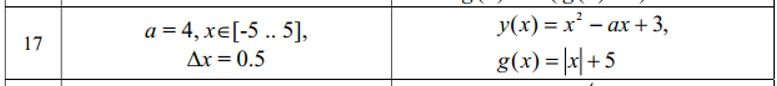 17
a = 4, x∈[-5 .. 5],
Δx = 0.5
y(x) = x² − ax + 3,
g(x) = |x| + 5